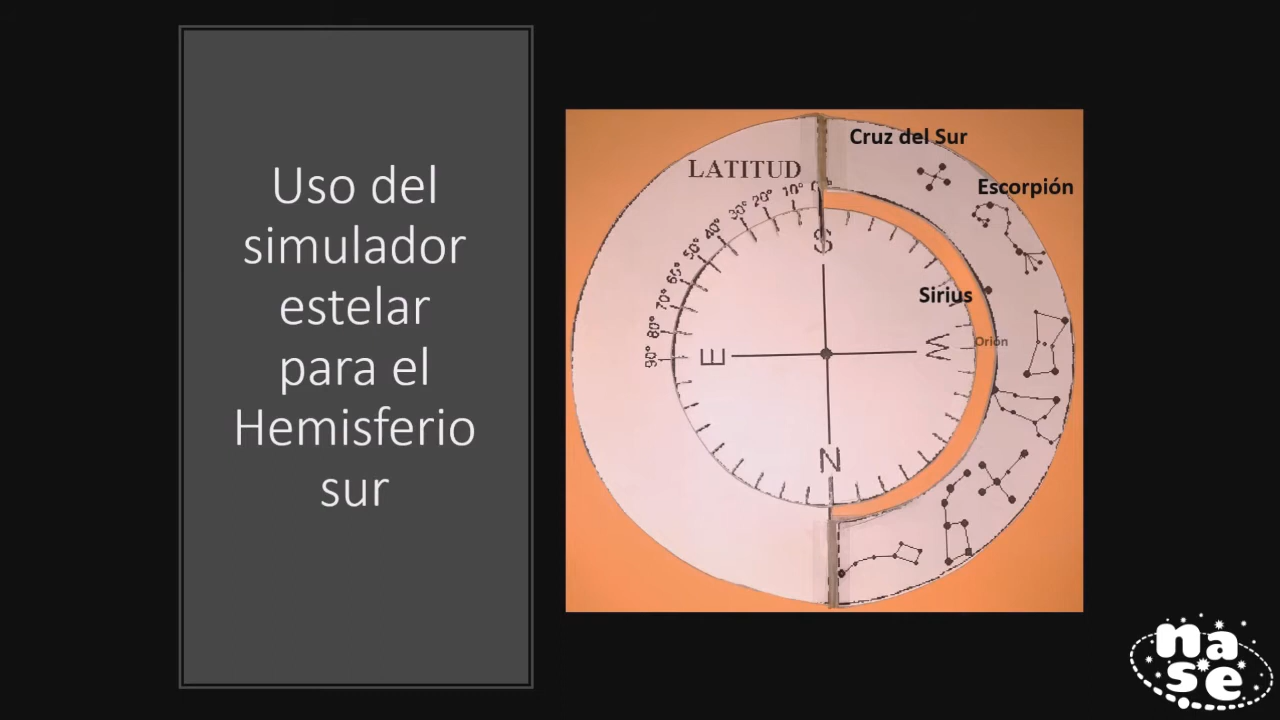 Uso del
simulador
estelar
para el
Hemisferio
sur
Cruz del Sur
Escorpión
LATITUD
0
10°
20°
30°
40°
50°
60°
70°
80°
90°
S
Sirius
Orión
E
W
N
nase